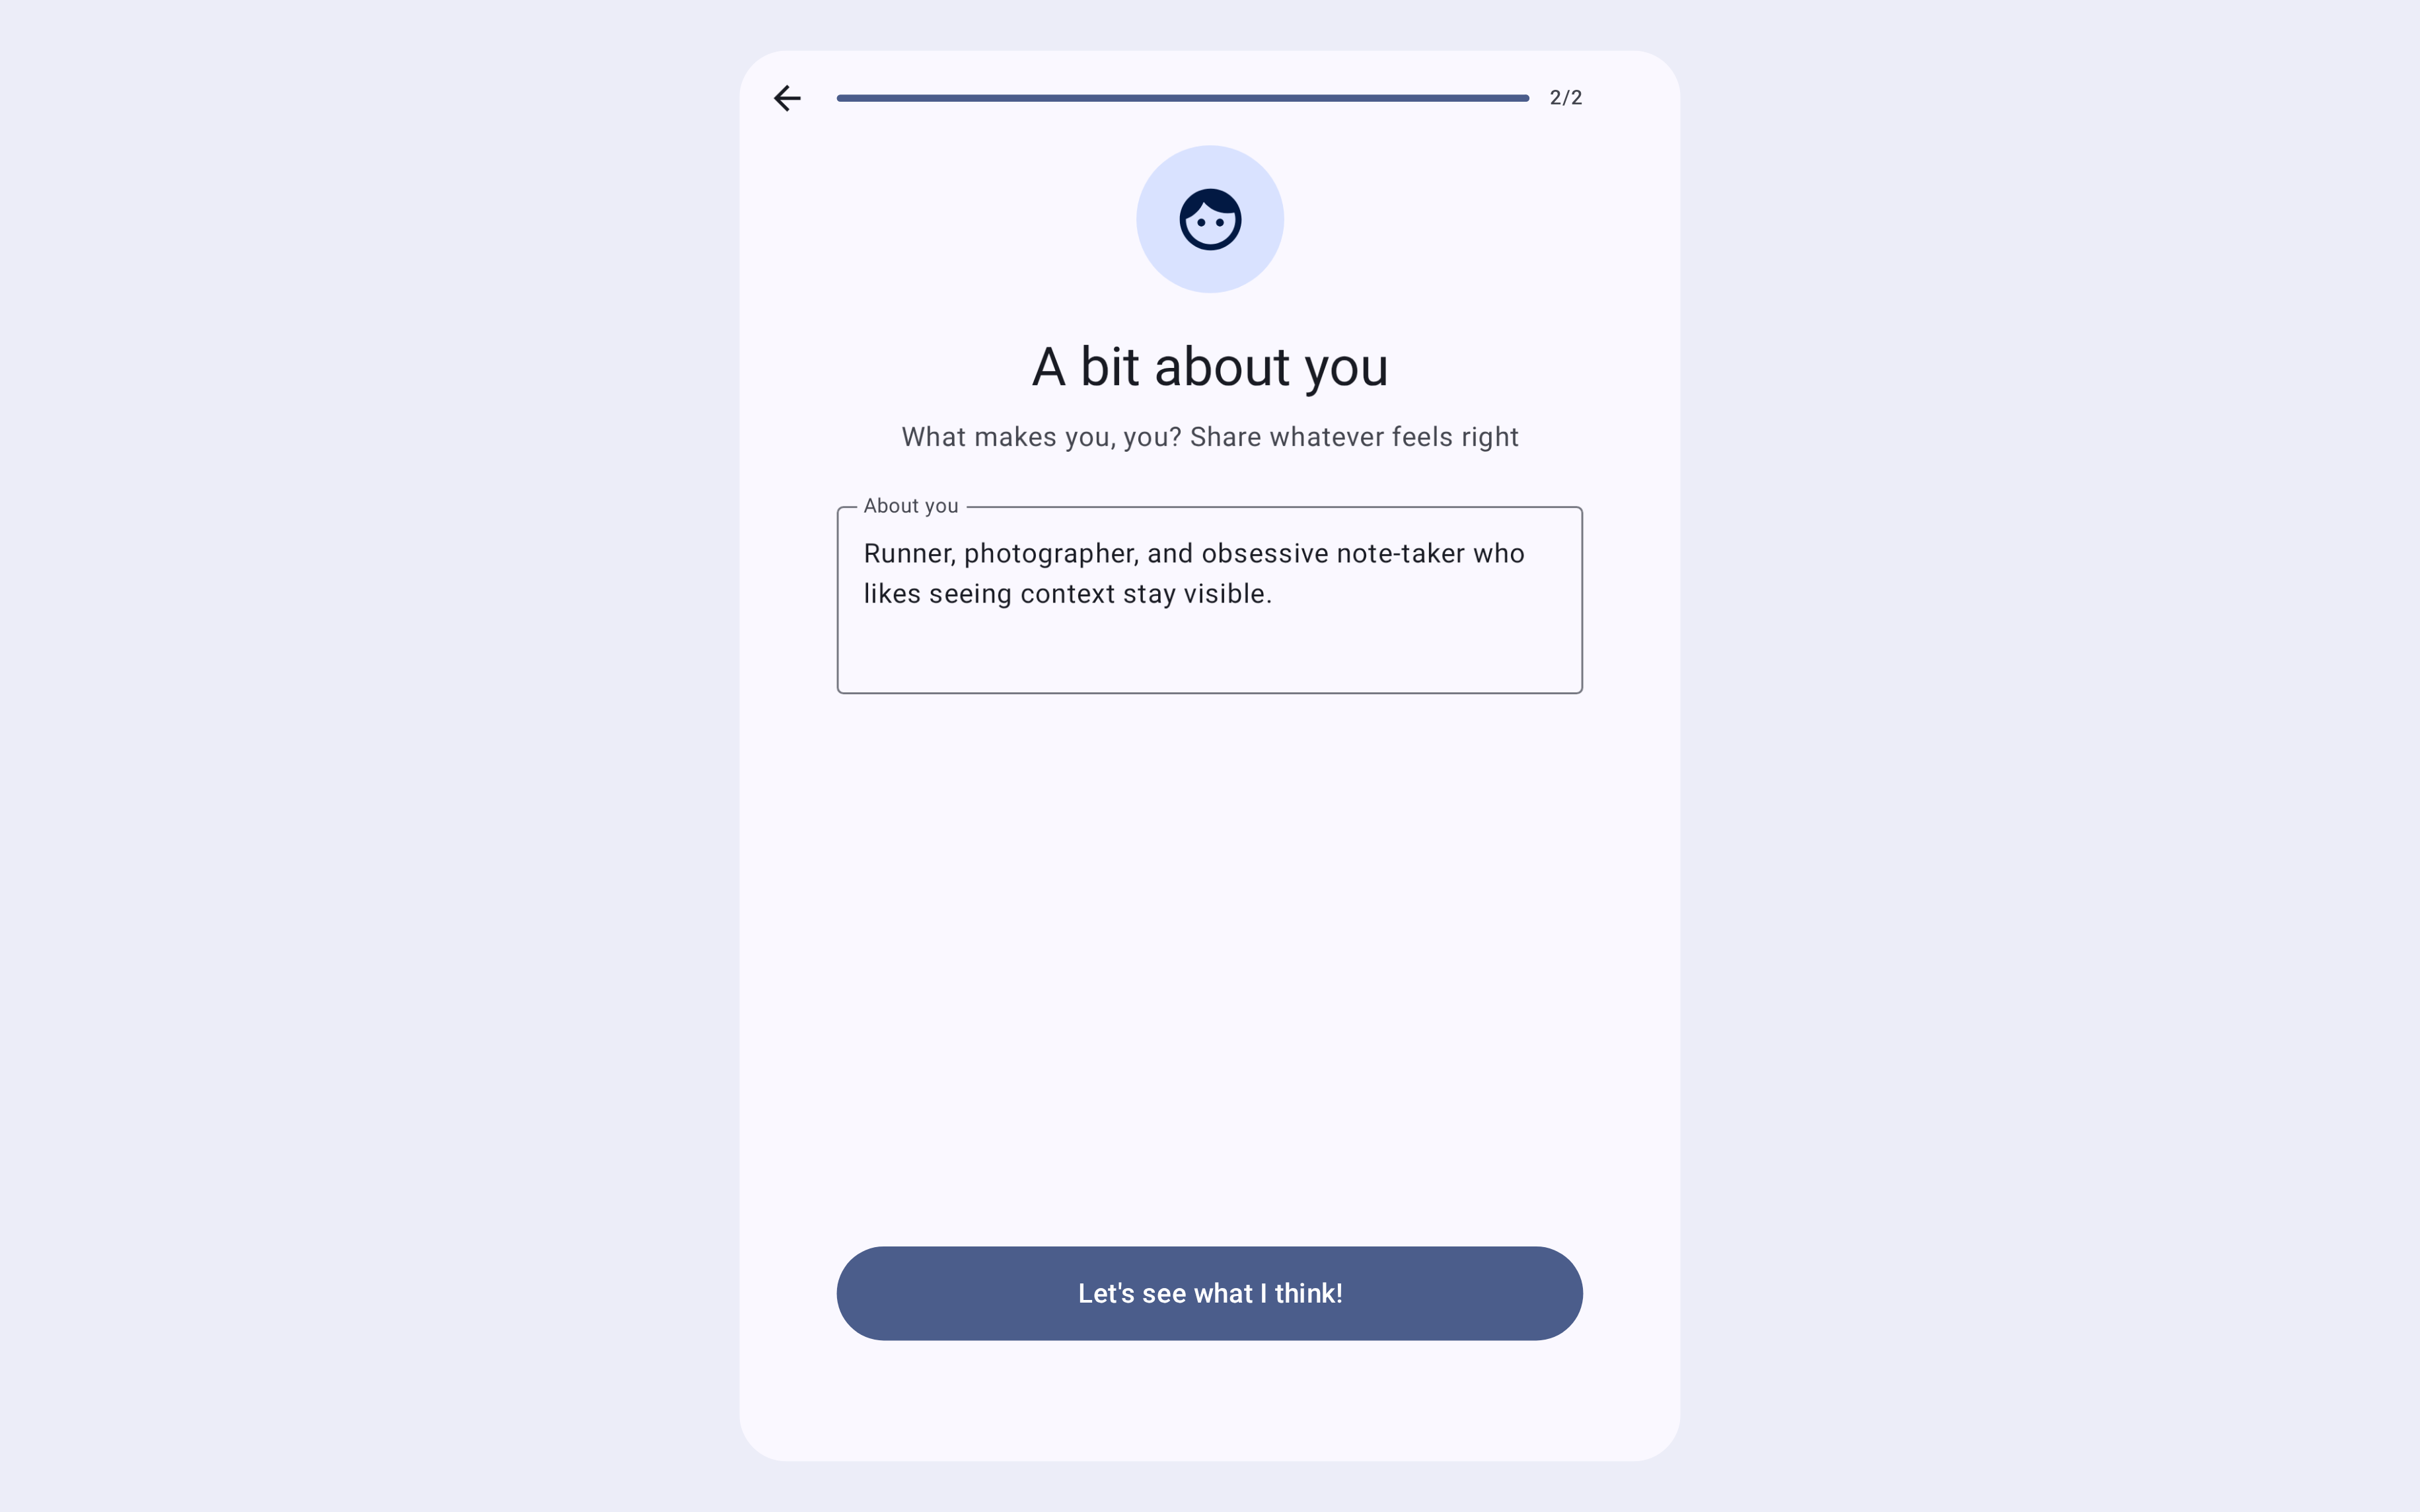 2/2
A bit about you
What makes you, you? Share whatever feels right
About you
Runner, photographer, and obsessive note-taker who
likes seeing context stay visible.
Let's see what I think!